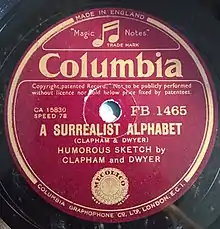 MADE IN ENGLAND
"Magic Notes"
TRADE MARK
Columbia
Copyright, patented Record. Not to be publicly performed
without licence nor sold below price fixed by patentees.
CA 15830
SPEED 78
FB 1465
A SURREALIST ALPHABET
(CLAPHAM & DWYER)
HUMOROUS SKETCH by
CLAPHAM and DWYER
COLUMBIA GRAPHOPHONE CO. LTD. LONDON. E.C.1.